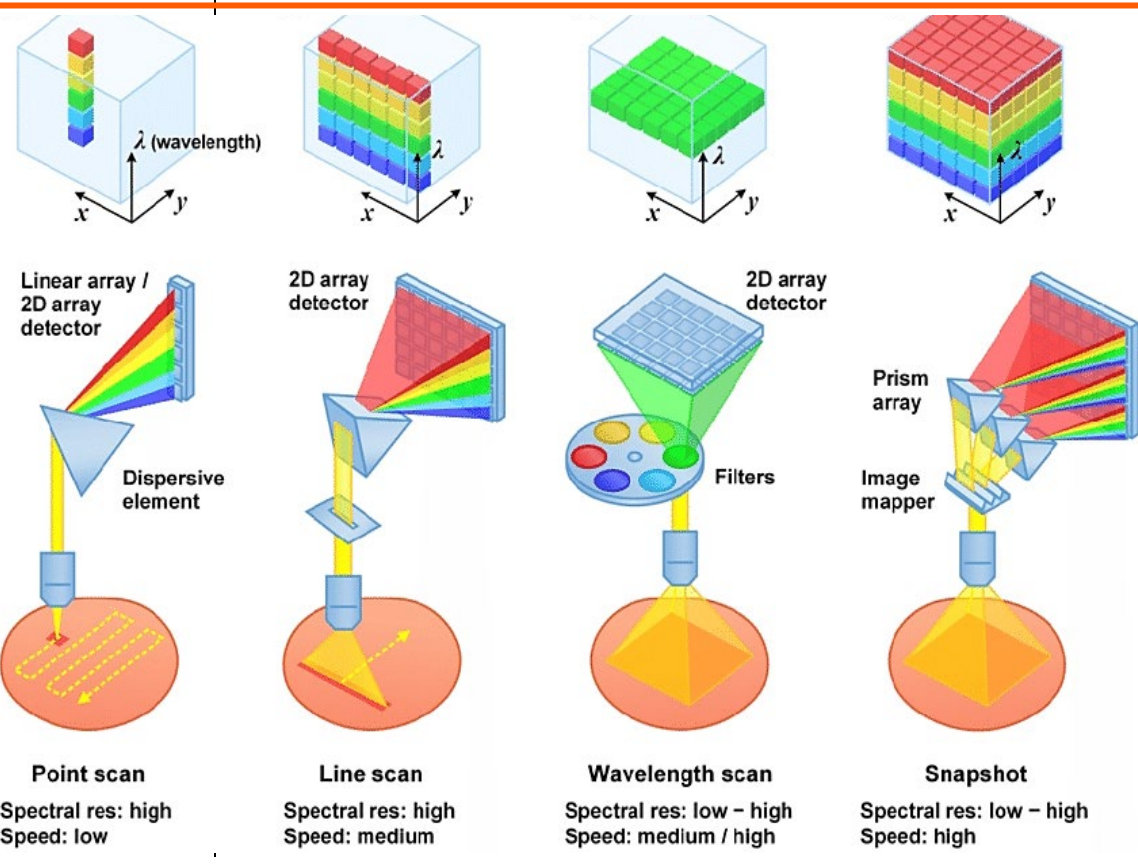 λ (wavelength)
x
y
λ
x
y
λ
x
y
λ
x
y
Linear array /
2D array
detector
Dispersive
element
2D array
detector
2D array
detector
Filters
Prism
array
Image
mapper
Point scan
Spectral res: high
Speed: low
Line scan
Spectral res: high
Speed: medium
Wavelength scan
Spectral res: low – high
Speed: medium / high
Snapshot
Spectral res: low – high
Speed: high